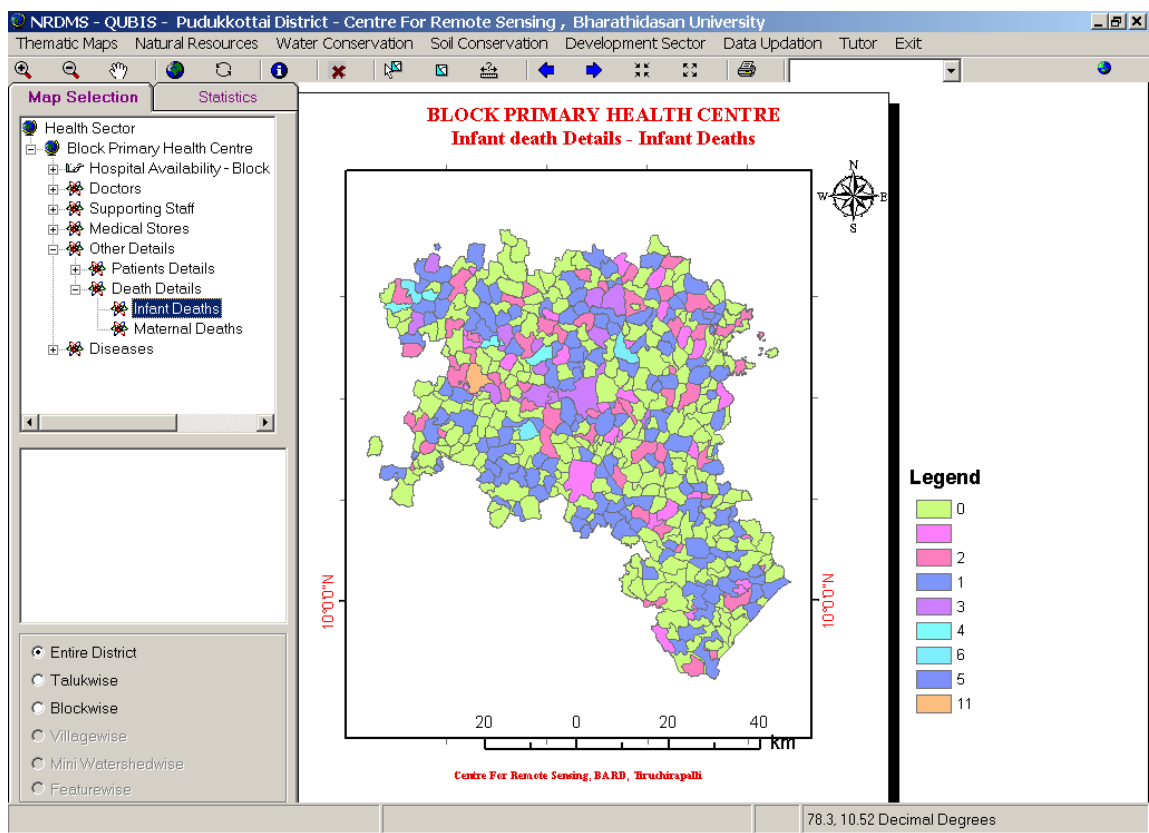 NRDMS - QUBIS - Pudukkottai District - Centre For Remote Sensing , Bharathidasan University
Thematic Maps Natural Resources Water Conservation Soil Conservation Development Sector Data Updation Tutor Exit
Map Selection Statistics
Health Sector
Block Primary Health Centre
Hospital Availability - Block
Doctors
Supporting Staff
Medical Stores
Other Details
Patients Details
Death Details
Infant Deaths
Maternal Deaths
Diseases
Entire District
Talukwise
Blockwise
Villagewise
Mini Watershedwise
Featurewise
BLOCK PRIMARY HEALTH CENTRE
Infant death Details - Infant Deaths
N
W E
S
10°0'0"N 10°0'0"N
20 0 20 40
km
Centre For Remote Sensing, BARD, Tiruchirapalli
Legend
0
2
1
3
4
6
5
11
78.3, 10.52 Decimal Degrees